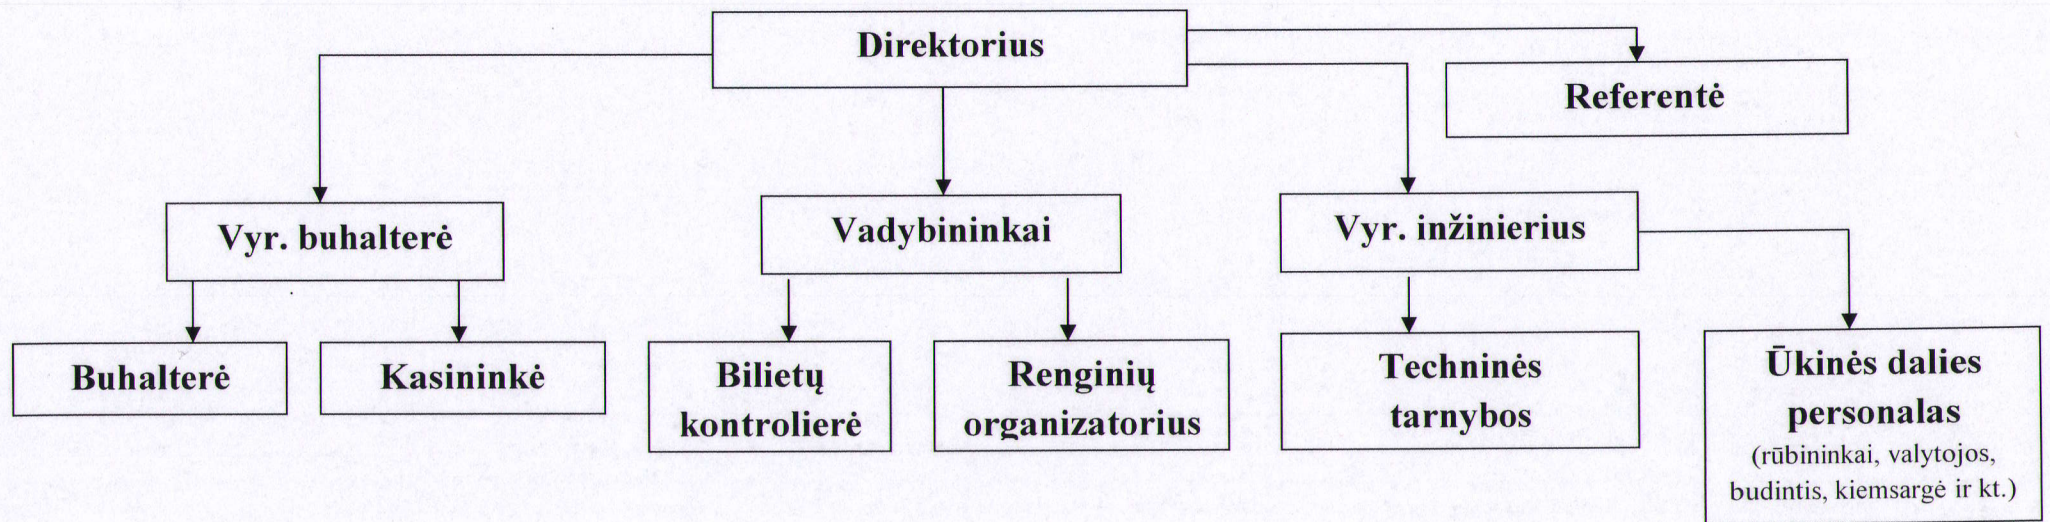 Direktorius
Referentė
Vyr. buhalterė
Vadybininkai
Vyr. inžinierius
Buhalterė
Kasininkė
Bilietų
kontrolierė
Renginių
organizatorius
Techninės
tarnybos
Ūkinės dalies
personalas
(rūbininkai, valytojos,
budintis, kiemsargė ir kt.)